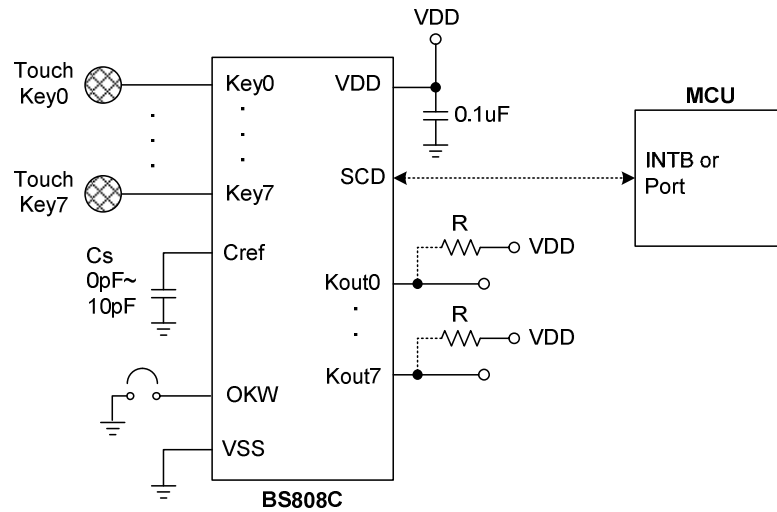 VDD
Touch
Key0
Key0
VDD
0.1uF
MCU
INTB or
Port
SCD
Touch
Key7
Key7
Cref
Cs
0pF~
10pF
R
VDD
Kout0
R
VDD
Kout7
OKW
VSS
BS808C